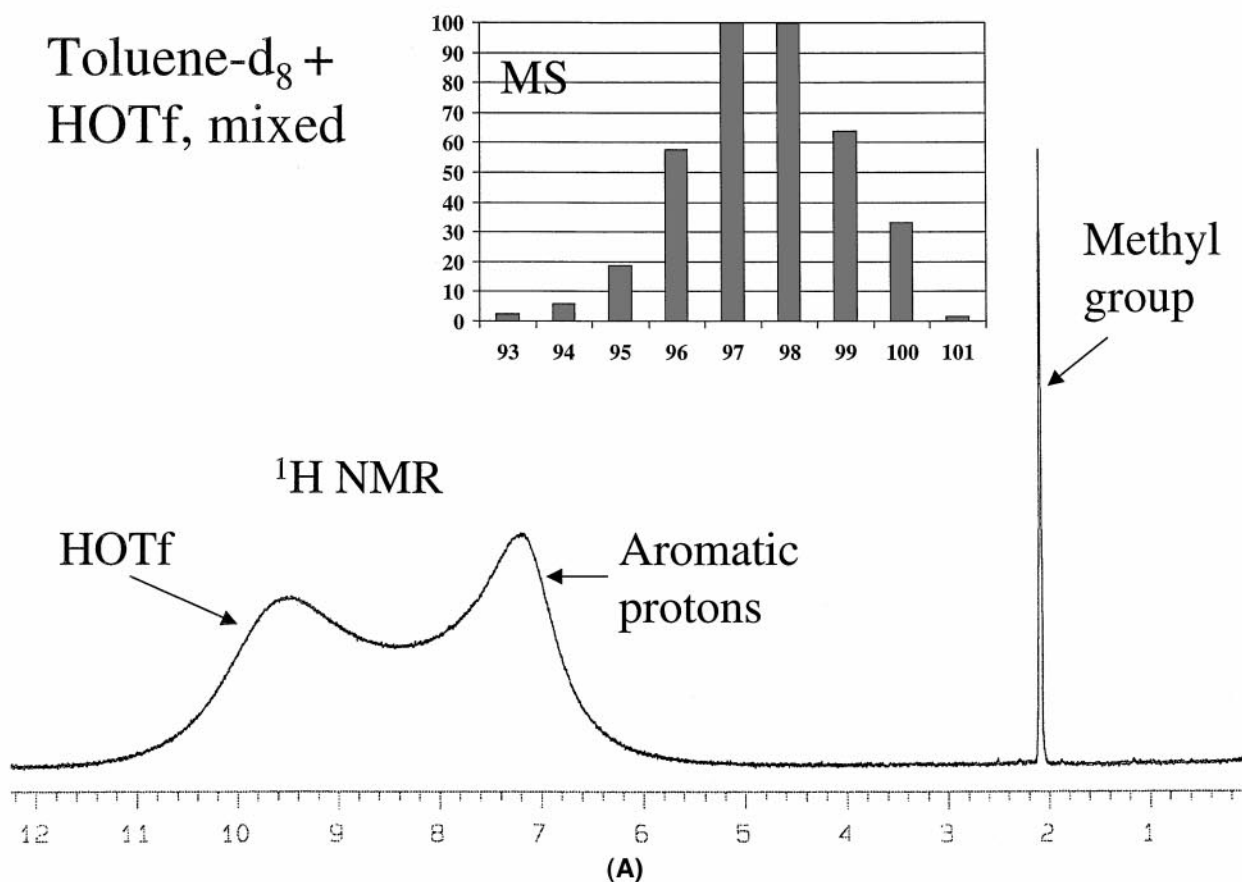 Toluene-d8 +
HOTf, mixed
MS
100
90
80
70
60
50
40
30
20
10
0
93 94 95 96 97 98 99 100 101
Methyl
group
1H NMR
HOTf
Aromatic
protons
12 11 10 9 8 7 6 5 4 3 2 1
(A)